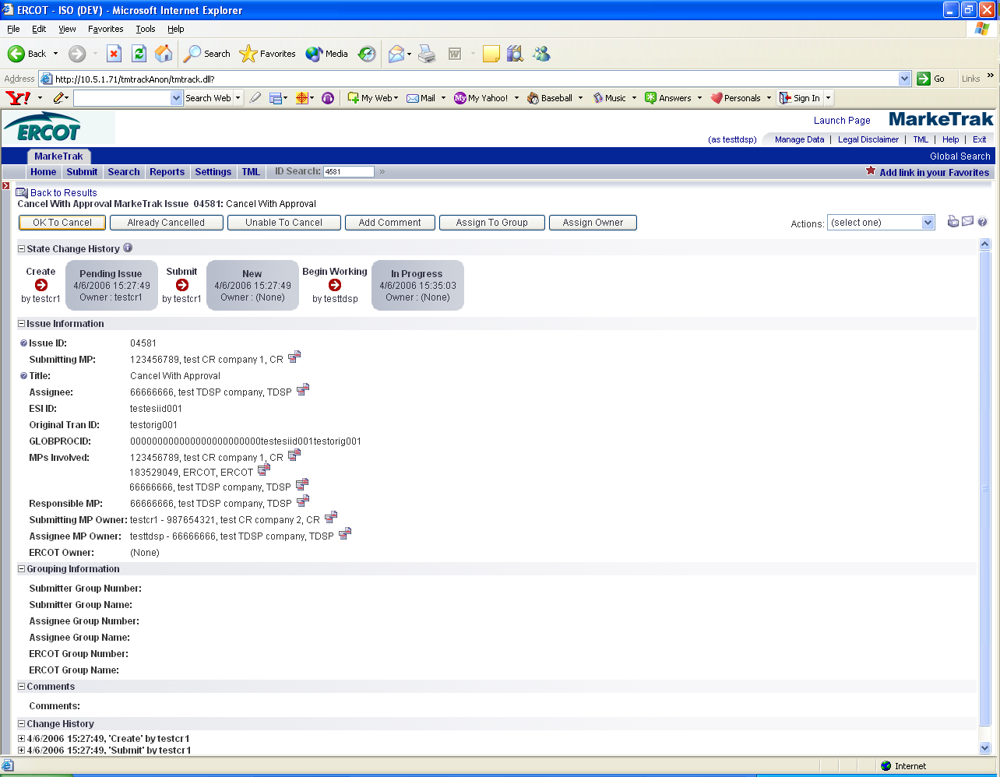 ERCOT - ISO (DEV) - Microsoft Internet Explorer
File Edit View Favorites Tools Help
Back Search Favorites Media
Address http://10.5.1.71/tmtrackAnon/tmtrack.dll? Go Links »
Y! Search Web My Web Mail My Yahoo! Baseball Music Answers Personals Sign In
ERCOT Launch Page MarkeTrak
(as testtdsp) Manage Data | Legal Disclaimer | TML | Help | Exit
MarkeTrak Global Search
Home Submit Search Reports Settings TML ID Search: 4581 » Add link in your Favorites
Back to Results
Cancel With Approval MarkeTrak Issue 04581: Cancel With Approval
OK To Cancel Already Cancelled Unable To Cancel Add Comment Assign To Group Assign Owner Actions: (select one)
State Change History
Create Pending Issue Submit New Begin Working In Progress
4/6/2006 15:27:49 4/6/2006 15:27:49 4/6/2006 15:35:03
by testcr1 Owner : testcr1 by testcr1 Owner : (None) by testtdsp Owner : (None)
Issue Information
Issue ID: 04581
Submitting MP: 123456789, test CR company 1, CR
Title: Cancel With Approval
Assignee: 66666666, test TDSP company, TDSP
ESI ID: testesiid001
Original Tran ID: testorig001
GLOBPROCID: 000000000000000000000000testesiid001testorig001
MPs Involved: 123456789, test CR company 1, CR
183529049, ERCOT, ERCOT
66666666, test TDSP company, TDSP
Responsible MP: 66666666, test TDSP company, TDSP
Submitting MP Owner: testcr1 - 987654321, test CR company 2, CR
Assignee MP Owner: testtdsp - 66666666, test TDSP company, TDSP
ERCOT Owner: (None)
Grouping Information
Submitter Group Number:
Submitter Group Name:
Assignee Group Number:
Assignee Group Name:
ERCOT Group Number:
ERCOT Group Name:
Comments
Comments:
Change History
4/6/2006 15:27:49, 'Create' by testcr1
4/6/2006 15:27:49, 'Submit' by testcr1
Internet